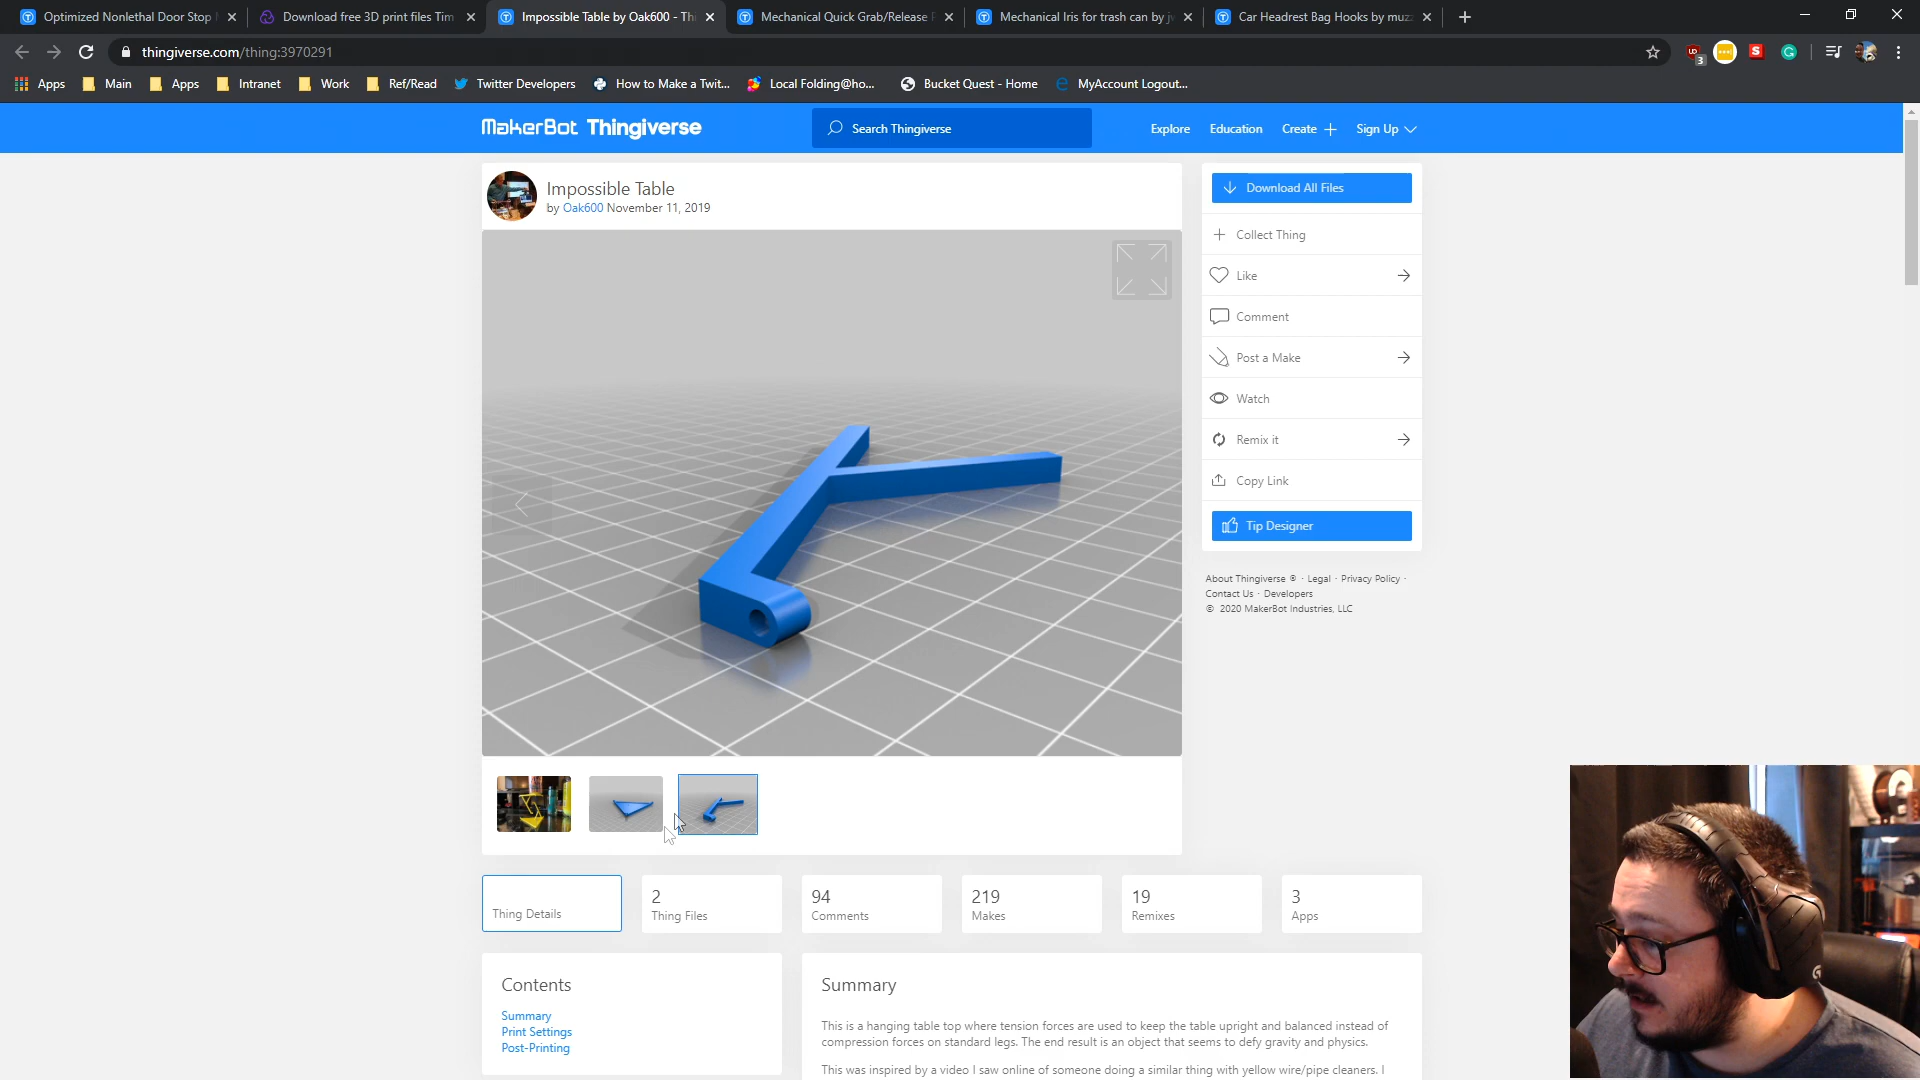 Optimized Nonlethal Door Stop
Download free 3D print files Tim
Impossible Table by Oak600 - Thi
Mechanical Quick Grab/Release
Mechanical Iris for trash can by
Car Headrest Bag Hooks by muz
thingiverse.com/thing:3970291
3
S
Apps
Main
Apps
Intranet
Work
Ref/Read
Twitter Developers
How to Make a Twit...
Local Folding@ho...
Bucket Quest - Home
MyAccount Logout...
MakerBot Thingiverse
Search Thingiverse
Explore
Education
Create
Sign Up
Impossible Table
by Oak600 November 11, 2019
Download All Files
Collect Thing
Like
Comment
Post a Make
Watch
Remix it
Copy Link
Tip Designer
About Thingiverse ® · Legal · Privacy Policy ·
Contact Us · Developers
© 2020 MakerBot Industries, LLC
Thing Details
2
Thing Files
94
Comments
219
Makes
19
Remixes
3
Apps
Contents
Summary
Print Settings
Post-Printing
Summary
This is a hanging table top where tension forces are used to keep the table upright and balanced instead of
compression forces on standard legs. The end result is an object that seems to defy gravity and physics.
This was inspired by a video I saw online of someone doing a similar thing with yellow wire/pipe cleaners. I